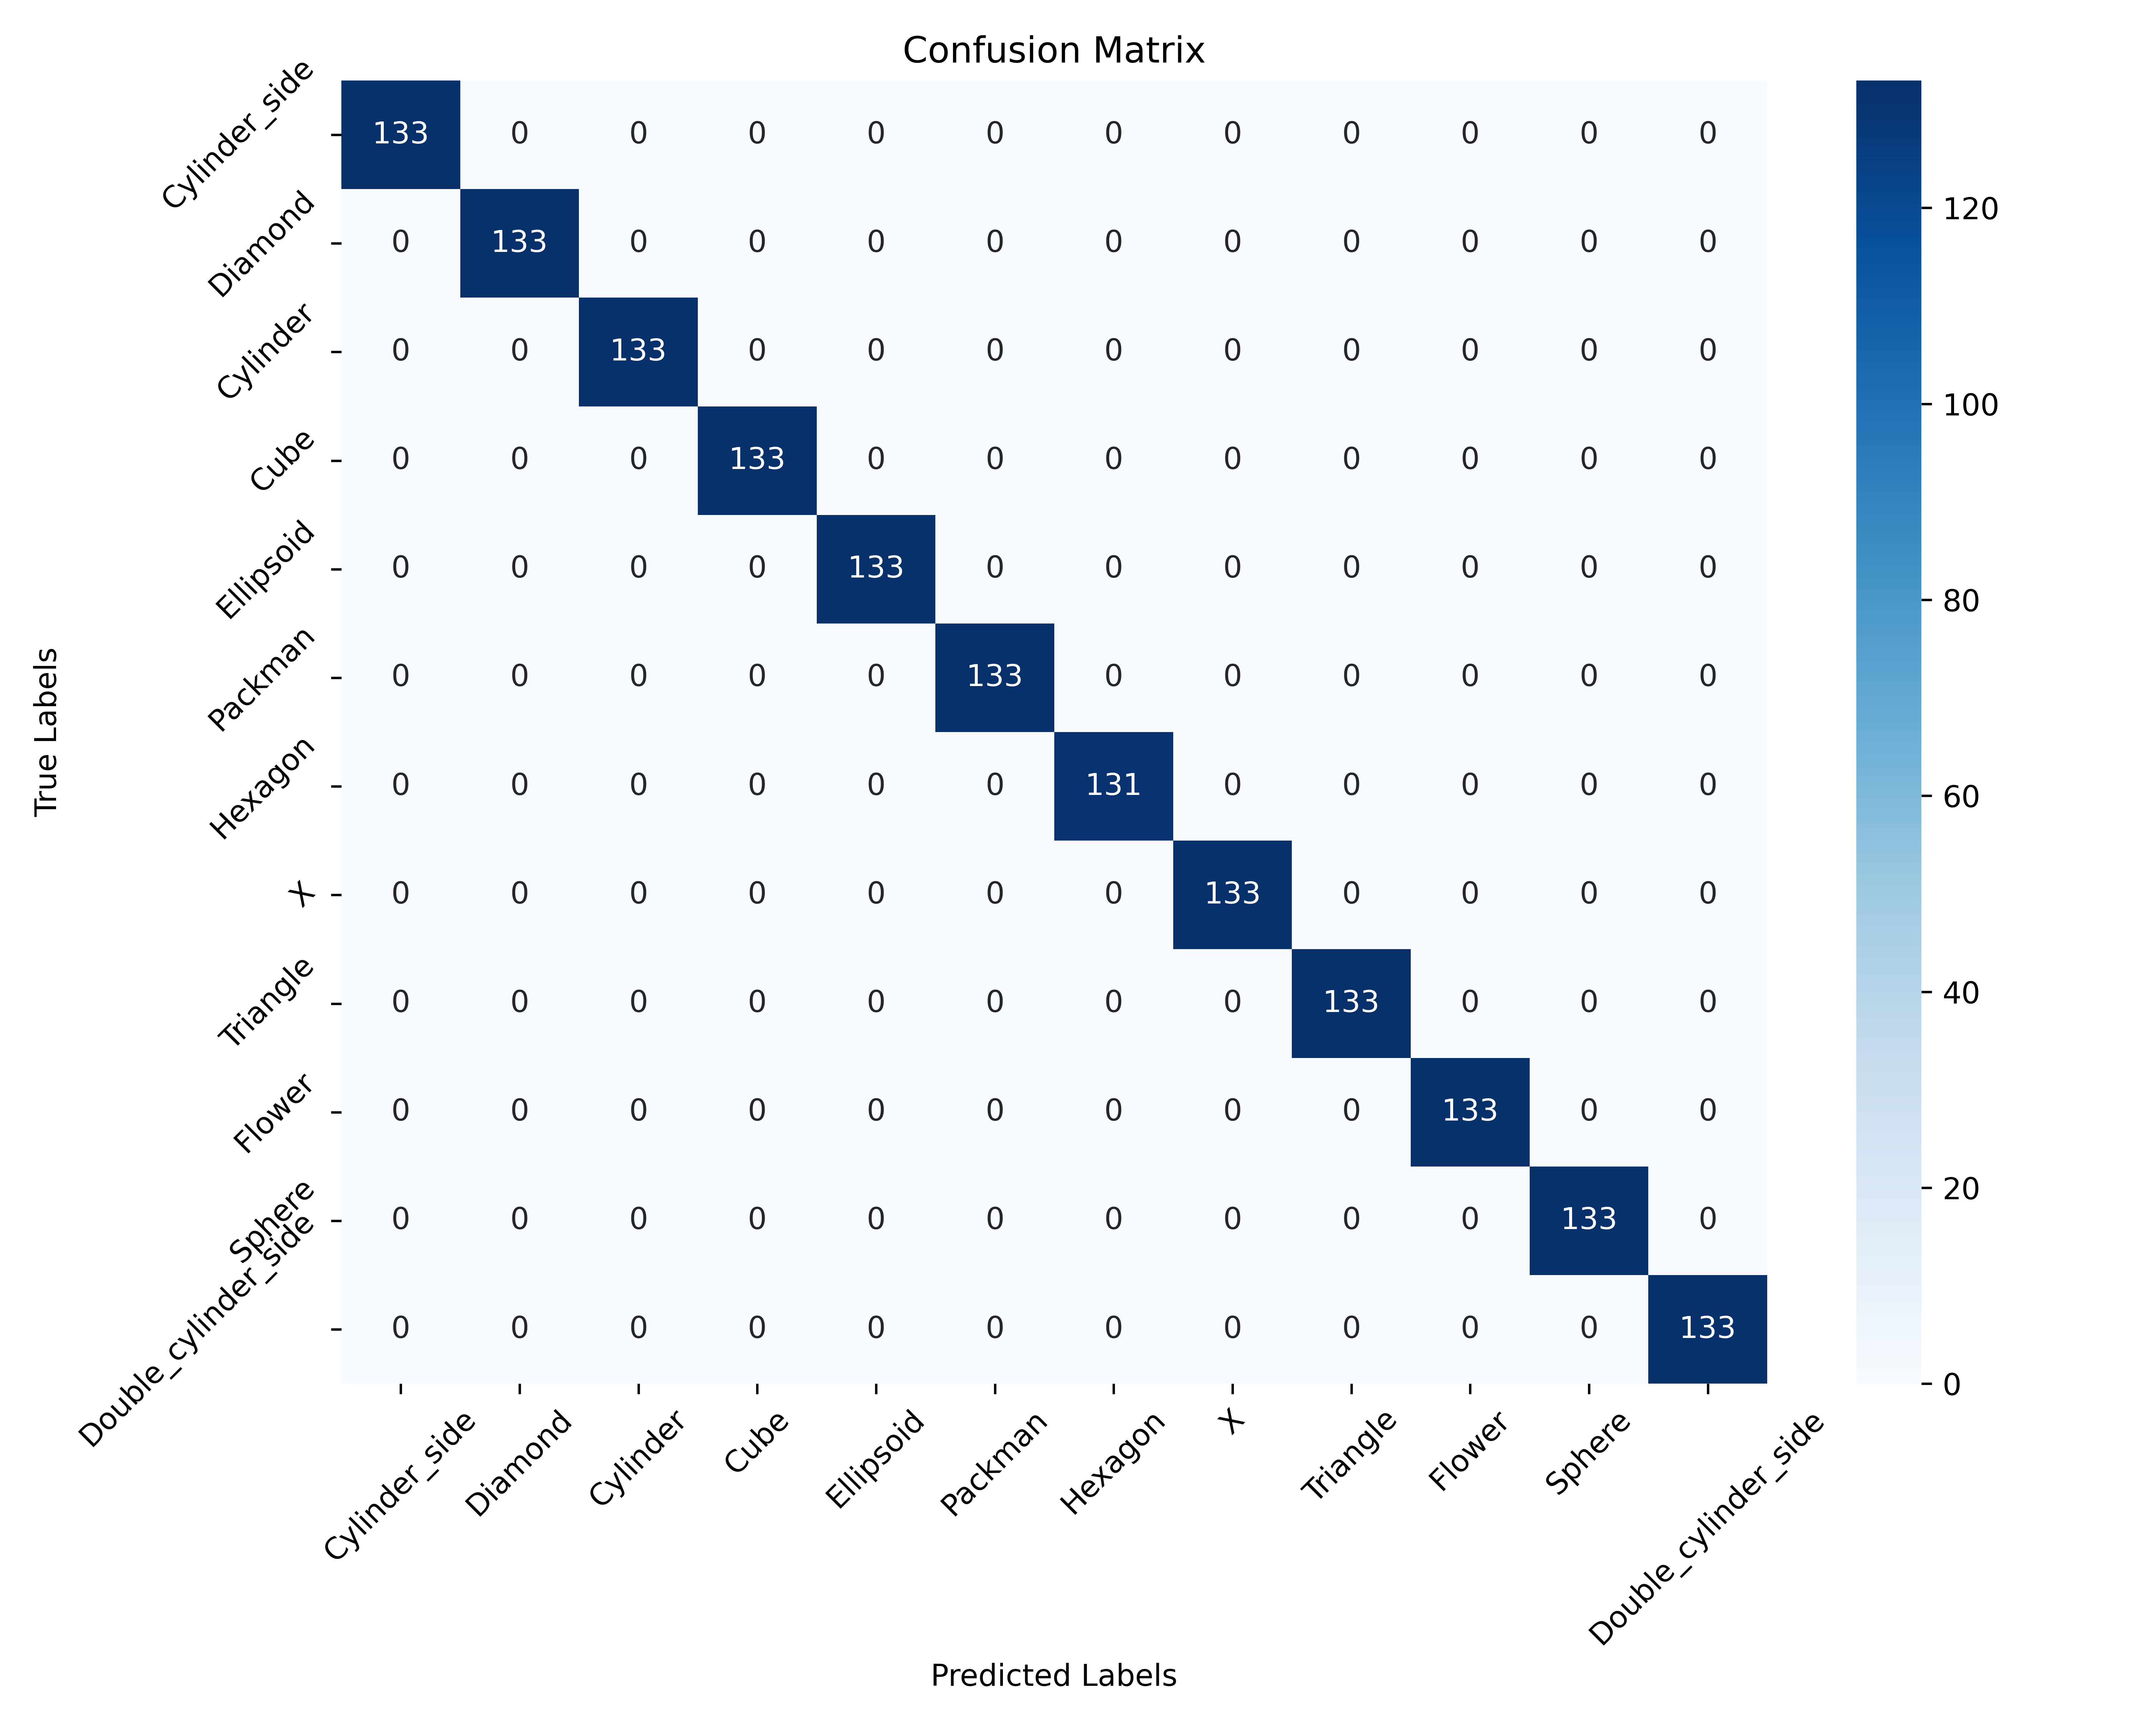 Confusion Matrix
Cylinder_side 133 0 0 0 0 0 0 0 0 0 0 0
Diamond 0 133 0 0 0 0 0 0 0 0 0 0
Cylinder 0 0 133 0 0 0 0 0 0 0 0 0
Cube 0 0 0 133 0 0 0 0 0 0 0 0
Ellipsoid 0 0 0 0 133 0 0 0 0 0 0 0
Packman 0 0 0 0 0 133 0 0 0 0 0 0
Hexagon 0 0 0 0 0 0 131 0 0 0 0 0
X 0 0 0 0 0 0 0 133 0 0 0 0
Triangle 0 0 0 0 0 0 0 0 133 0 0 0
Flower 0 0 0 0 0 0 0 0 0 133 0 0
Sphere 0 0 0 0 0 0 0 0 0 0 133 0
Double_cylinder_side 0 0 0 0 0 0 0 0 0 0 0 133
True Labels
Cylinder_side Diamond Cylinder Cube Ellipsoid Packman Hexagon X Triangle Flower Sphere Double_cylinder_side
Predicted Labels
120
100
80
60
40
20
0